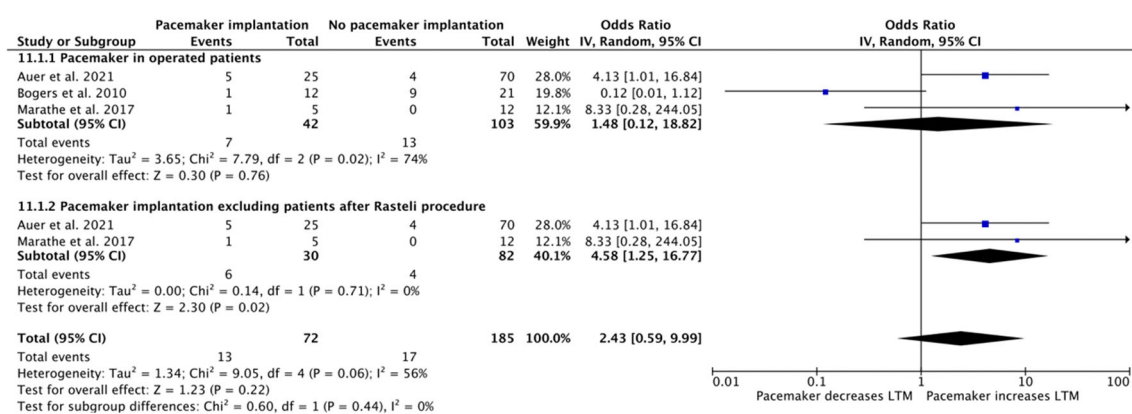 Pacemaker implantation No pacemaker implantation Odds Ratio Odds Ratio
Study or Subgroup Events Total Events Total Weight IV, Random, 95% CI IV, Random, 95% CI
11.1.1 Pacemaker in operated patients
Auer et al. 2021 5 25 4 70 28.0% 4.13 [1.01, 16.84]
Bogers et al. 2010 1 12 9 21 19.8% 0.12 [0.01, 1.12]
Marathe et al. 2017 1 5 0 12 12.1% 8.33 [0.28, 244.05]
Subtotal (95% CI) 42 103 59.9% 1.48 [0.12, 18.82]
Total events 7 13
Heterogeneity: Tau² = 3.65; Chi² = 7.79, df = 2 (P = 0.02); I² = 74%
Test for overall effect: Z = 0.30 (P = 0.76)
11.1.2 Pacemaker implantation excluding patients after Rasteli procedure
Auer et al. 2021 5 25 4 70 28.0% 4.13 [1.01, 16.84]
Marathe et al. 2017 1 5 0 12 12.1% 8.33 [0.28, 244.05]
Subtotal (95% CI) 30 82 40.1% 4.58 [1.25, 16.77]
Total events 6 4
Heterogeneity: Tau² = 0.00; Chi² = 0.14, df = 1 (P = 0.71); I² = 0%
Test for overall effect: Z = 2.30 (P = 0.02)
Total (95% CI) 72 185 100.0% 2.43 [0.59, 9.99]
Total events 13 17
Heterogeneity: Tau² = 1.34; Chi² = 9.05, df = 4 (P = 0.06); I² = 56%
Test for overall effect: Z = 1.23 (P = 0.22)
Test for subgroup differences: Chi² = 0.60, df = 1 (P = 0.44), I² = 0%
0.01 0.1 1 10 100
Pacemaker decreases LTM Pacemaker increases LTM